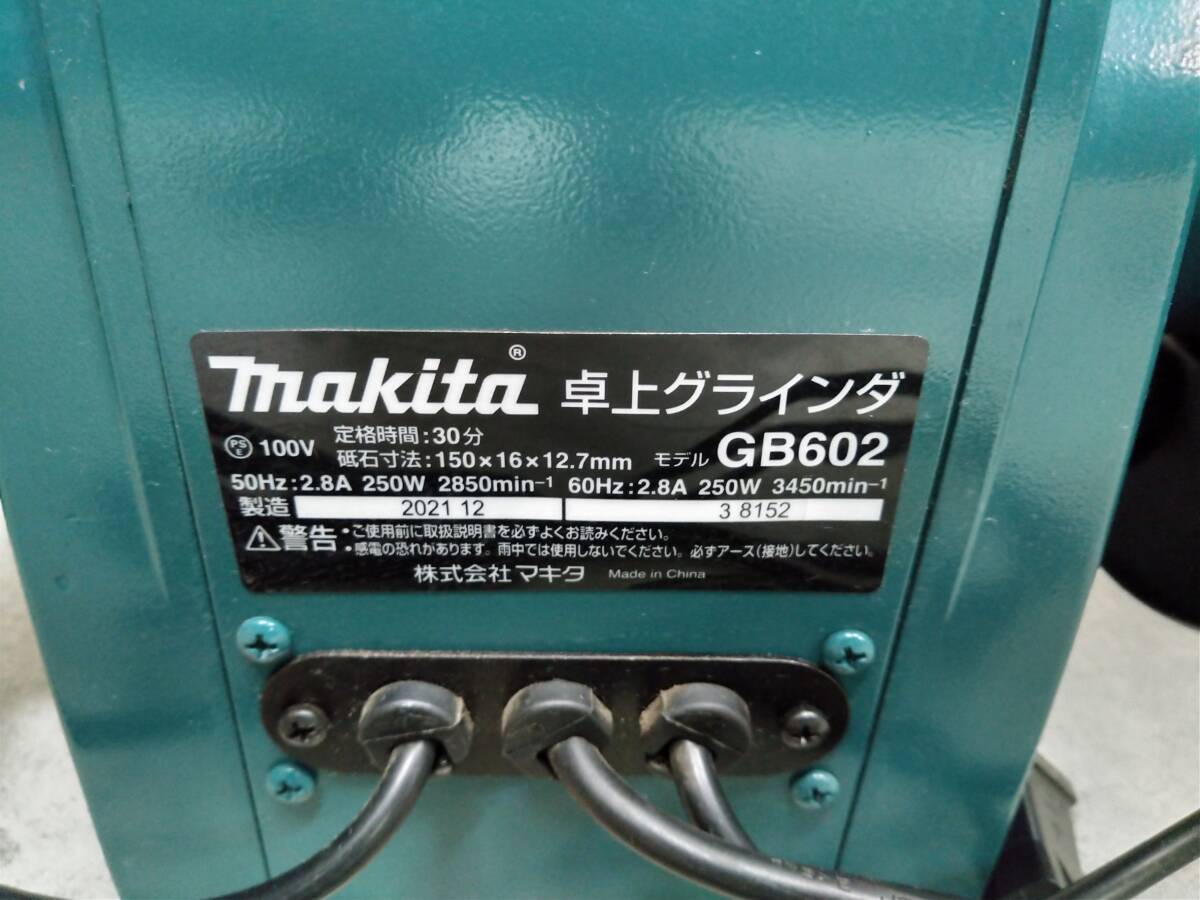 makita® 卓上グラインダ
PS E 100V 定格時間:30分
砥石寸法:150×16×12.7mm モデル GB602
50Hz:2.8A 250W 2850min⁻¹ 60Hz:2.8A 250W 3450min⁻¹
製造 2021 12 3 8152
警告 ・ご使用前に取扱説明書を必ずよくお読みください。
・感電の恐れがあります。雨中では使用しないでください。必ずアース(接地)してください。
株式会社マキタ Made in China